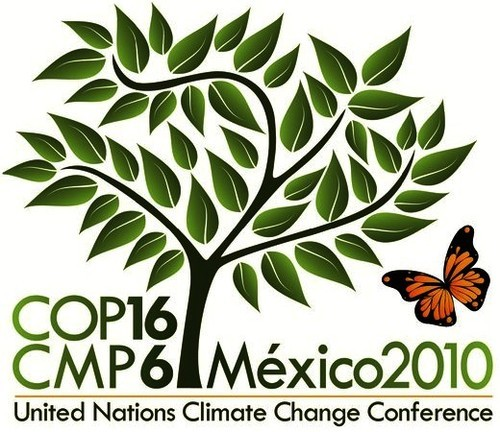 COP16
CMP6 México2010
United Nations Climate Change Conference